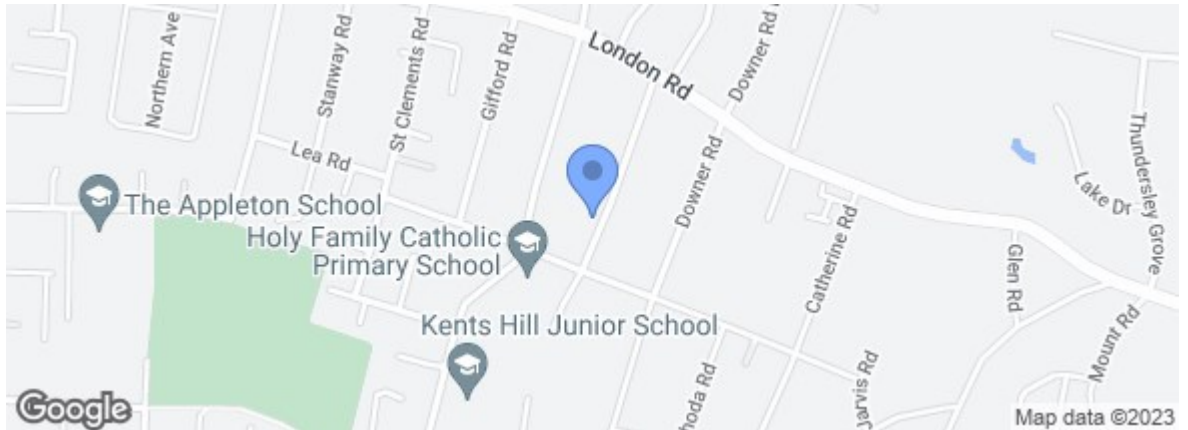 Northern Ave
Stanway Rd
St Clements Rd
Gifford Rd
London Rd
Downer Rd
Thundersley Grove
Lake Dr
Lea Rd
Downer Rd
The Appleton School
Holy Family Catholic
Primary School
Catherine Rd
Glen Rd
Mount Rd
Kents Hill Junior School
hoda Rd
Jarvis Rd
Google
Map data ©2023